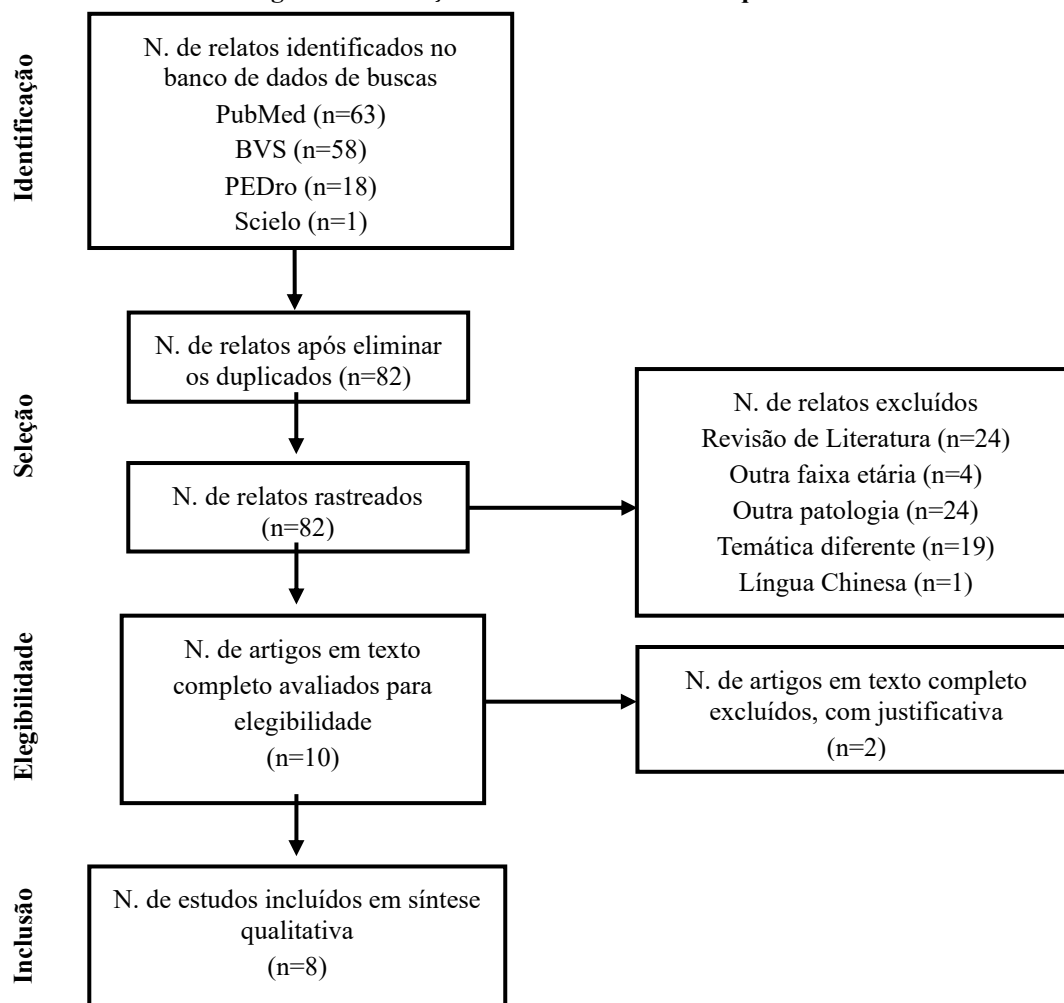 Identificação
N. de relatos identificados no
banco de dados de buscas
PubMed (n=63)
BVS (n=58)
PEDro (n=18)
Scielo (n=1)
Seleção
N. de relatos após eliminar
os duplicados (n=82)
N. de relatos rastreados
(n=82)
N. de relatos excluídos
Revisão de Literatura (n=24)
Outra faixa etária (n=4)
Outra patologia (n=24)
Temática diferente (n=19)
Língua Chinesa (n=1)
Elegibilidade
N. de artigos em texto
completo avaliados para
elegibilidade
(n=10)
N. de artigos em texto completo
excluídos, com justificativa
(n=2)
Inclusão
N. de estudos incluídos em síntese
qualitativa
(n=8)